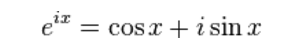 e^{ix} = cos x + i sin x